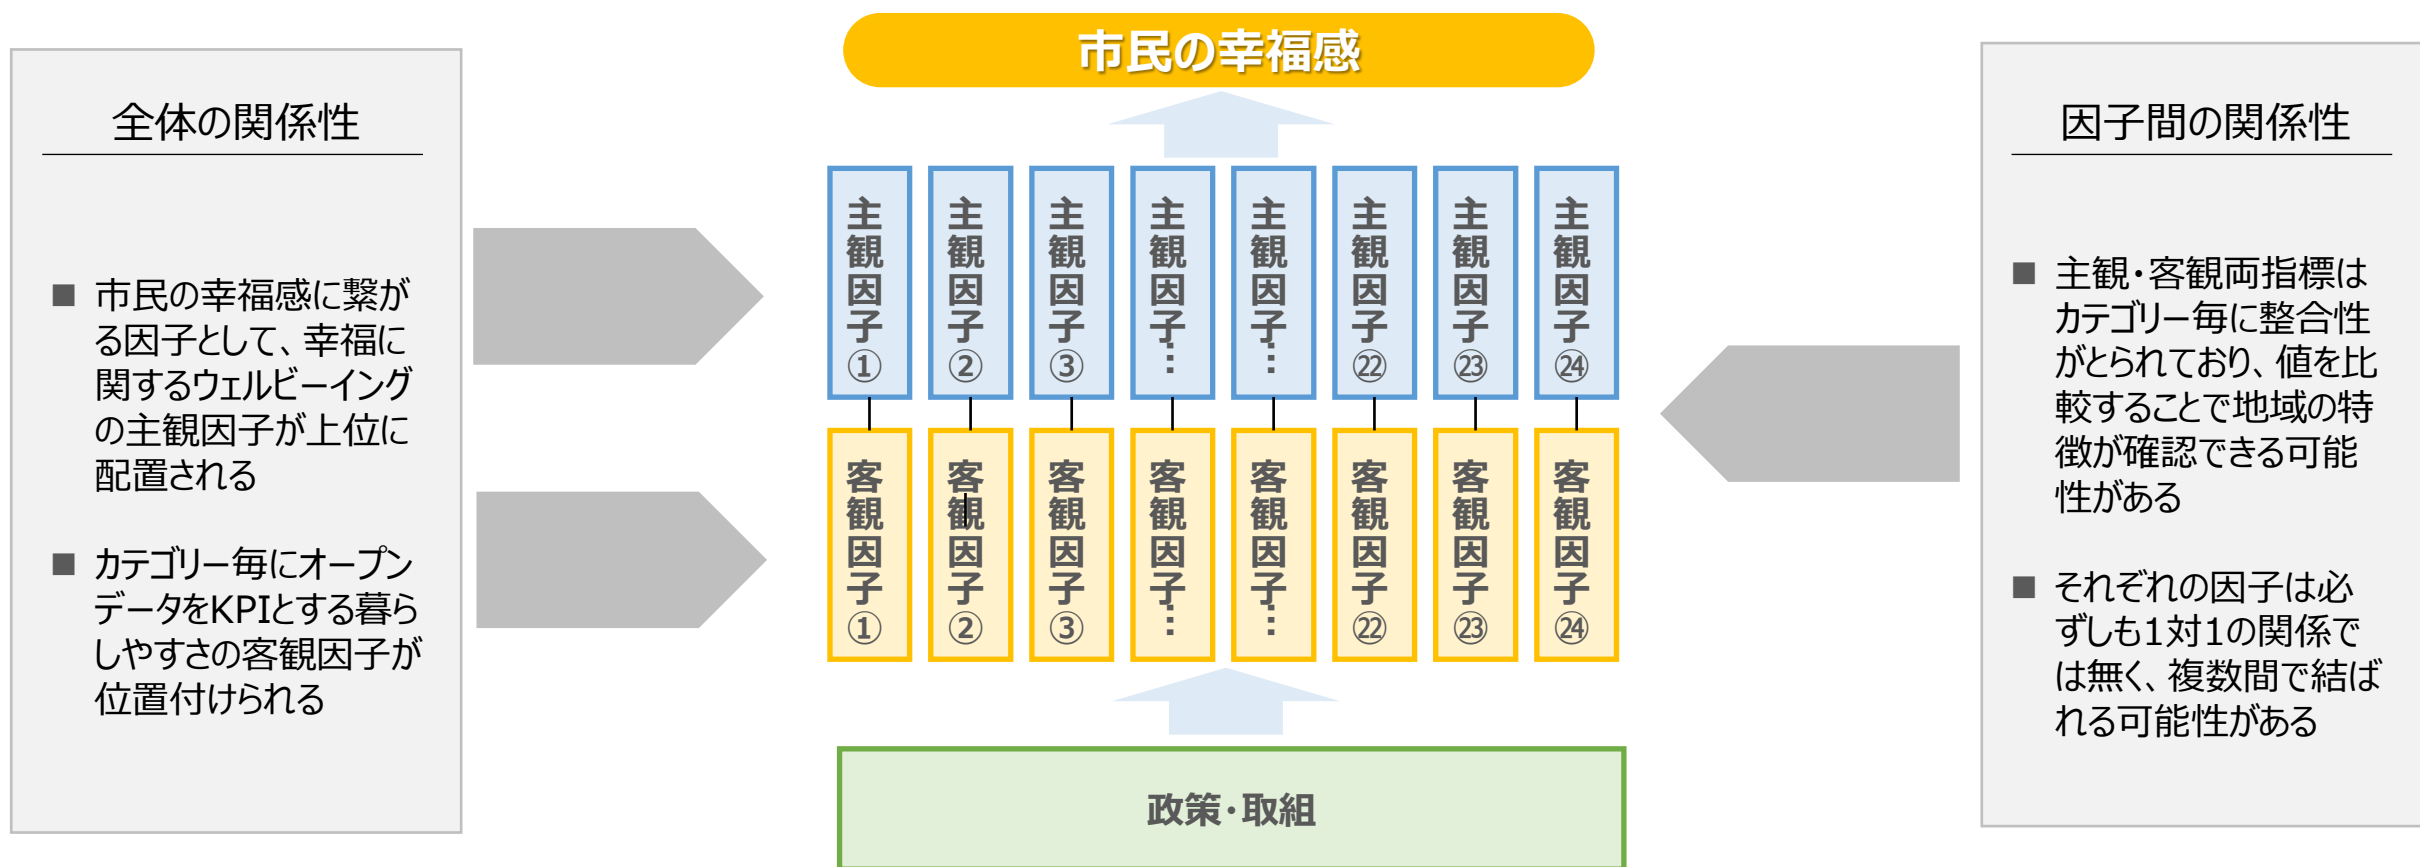 市民の幸福感
全体の関係性
■ 市民の幸福感に繋が
る因子として、幸福に
関するウェルビーイング
の主観因子が上位に
配置される
■ カテゴリー毎にオープン
データをKPIとする暮ら
しやすさの客観因子が
位置付けられる
主観因子①
主観因子②
主観因子③
主観因子…
主観因子…
主観因子㉒
主観因子㉓
主観因子㉔
客観因子①
客観因子②
客観因子③
客観因子…
客観因子…
客観因子㉒
客観因子㉓
客観因子㉔
政策・取組
因子間の関係性
■ 主観・客観両指標は
カテゴリー毎に整合性
がとられており、値を比
較することで地域の特
徴が確認できる可能
性がある
■ それぞれの因子は必
ずしも1対1の関係で
は無く、複数間で結ば
れる可能性がある